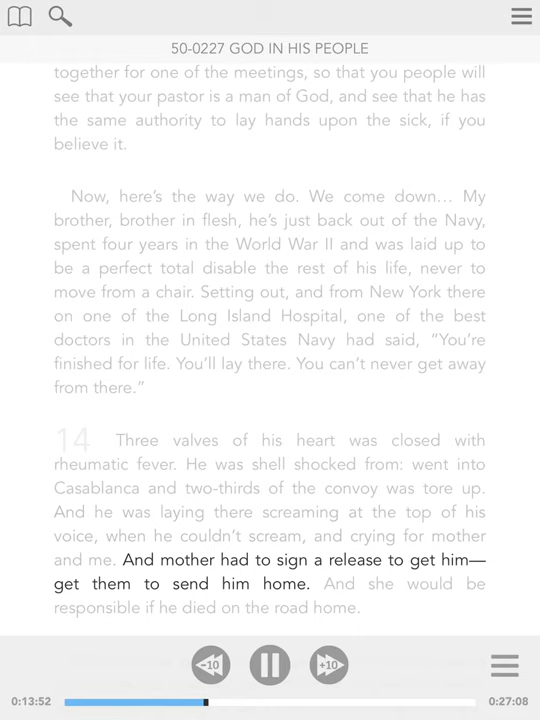 50-0227 GOD IN HIS PEOPLE
together for one of the meetings, so that you people will
see that your pastor is a man of God, and see that he has
the same authority to lay hands upon the sick, if you
believe it.
Now, here's the way we do. We come down… My
brother, brother in flesh, he's just back out of the Navy,
spent four years in the World War II and was laid up to
be a perfect total disable the rest of his life, never to
move from a chair. Setting out, and from New York there
on one of the Long Island Hospital, one of the best
doctors in the United States Navy had said, “You're
finished for life. You'll lay there. You can't never get away
from there.”
14 Three valves of his heart was closed with
rheumatic fever. He was shell shocked from: went into
Casablanca and two-thirds of the convoy was tore up.
And he was laying there screaming at the top of his
voice, when he couldn't scream, and crying for mother
and me. And mother had to sign a release to get him—
get them to send him home. And she would be
responsible if he died on the road home.
-10 +10
0:13:52 0:27:08